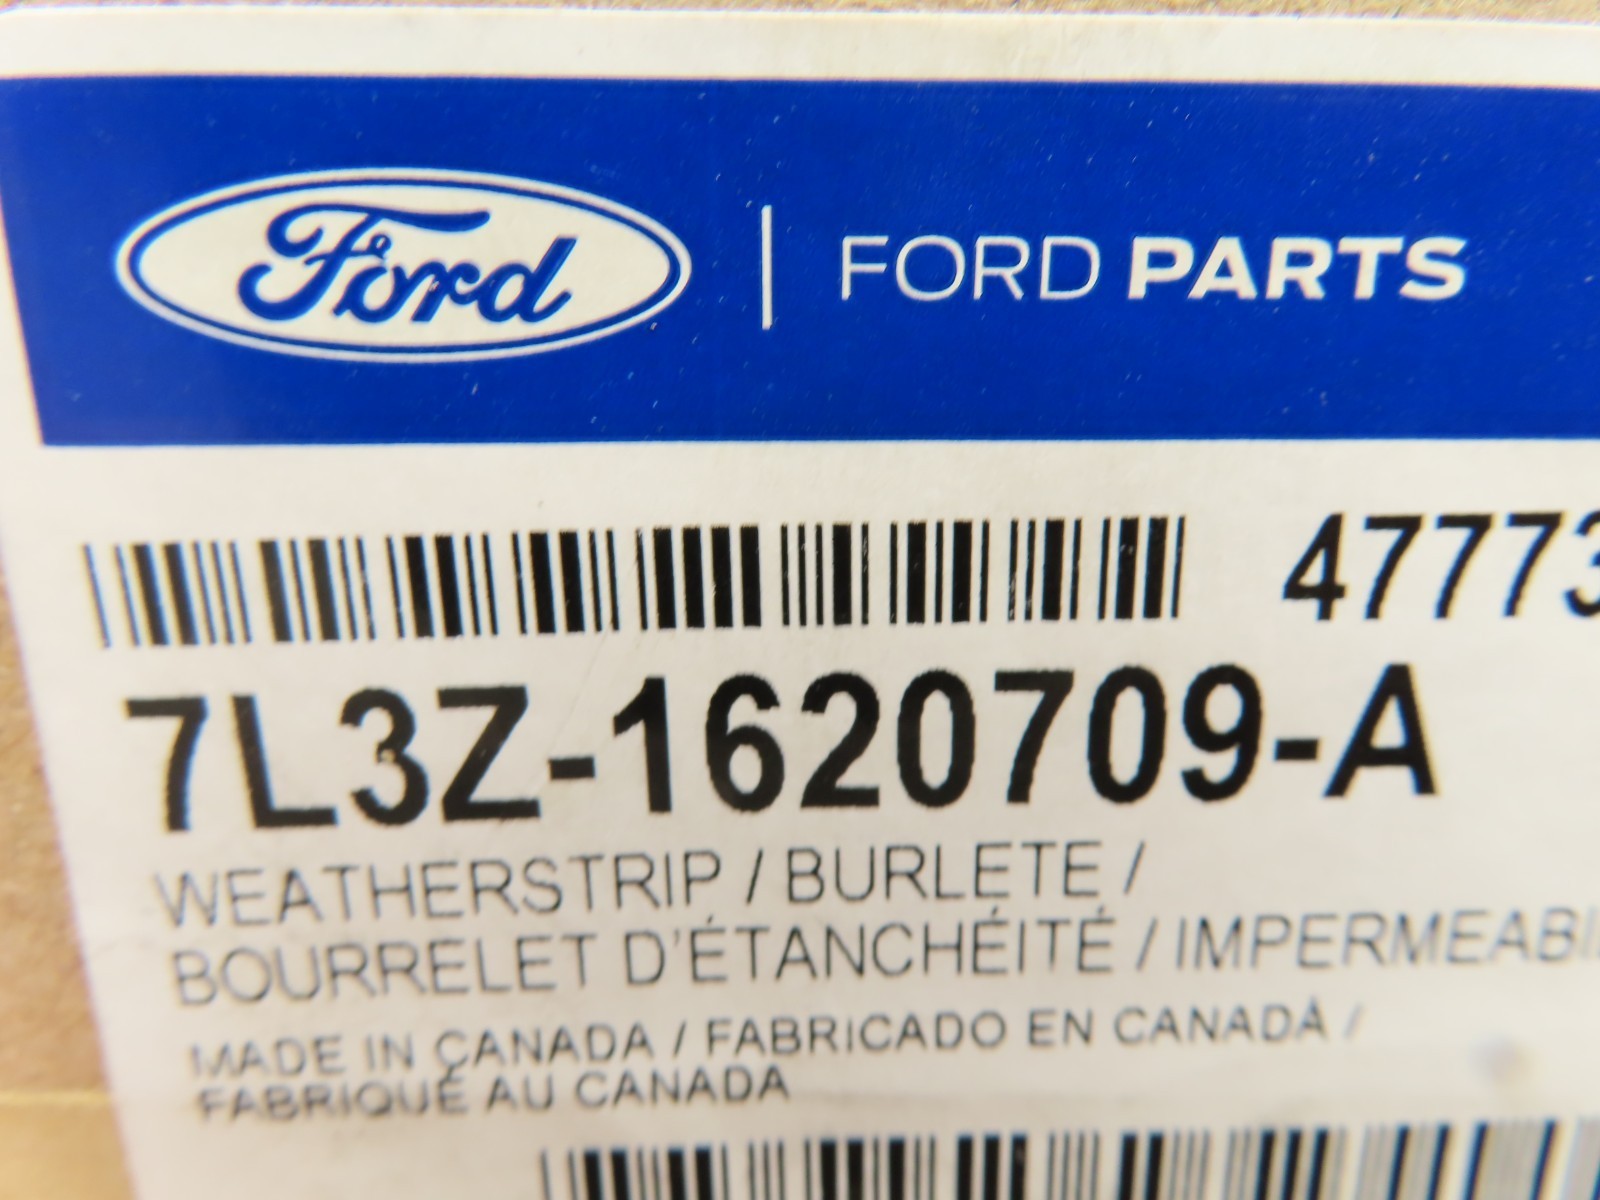 Ford | FORD PARTS
47773
7L3Z-1620709-A
WEATHERSTRIP / BURLETE /
BOURRELET D'ÉTANCHÉITÉ / IMPERMEABI
MADE IN CANADA / FABRICADO EN CANADÁ /
FABRIQUÉ AU CANADA